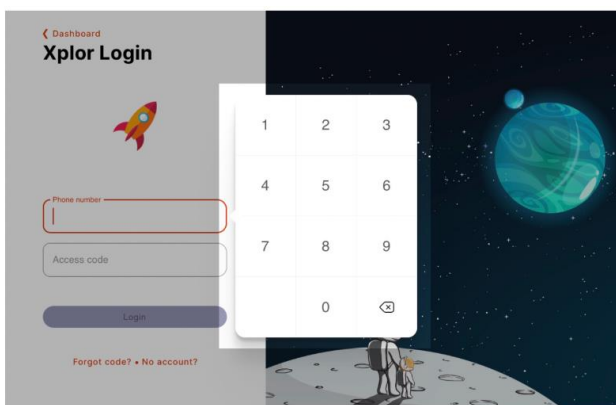 ❮ Dashboard
Xplor Login
Phone number
Access code
Login
Forgot code? • No account?
1 2 3
4 5 6
7 8 9
0